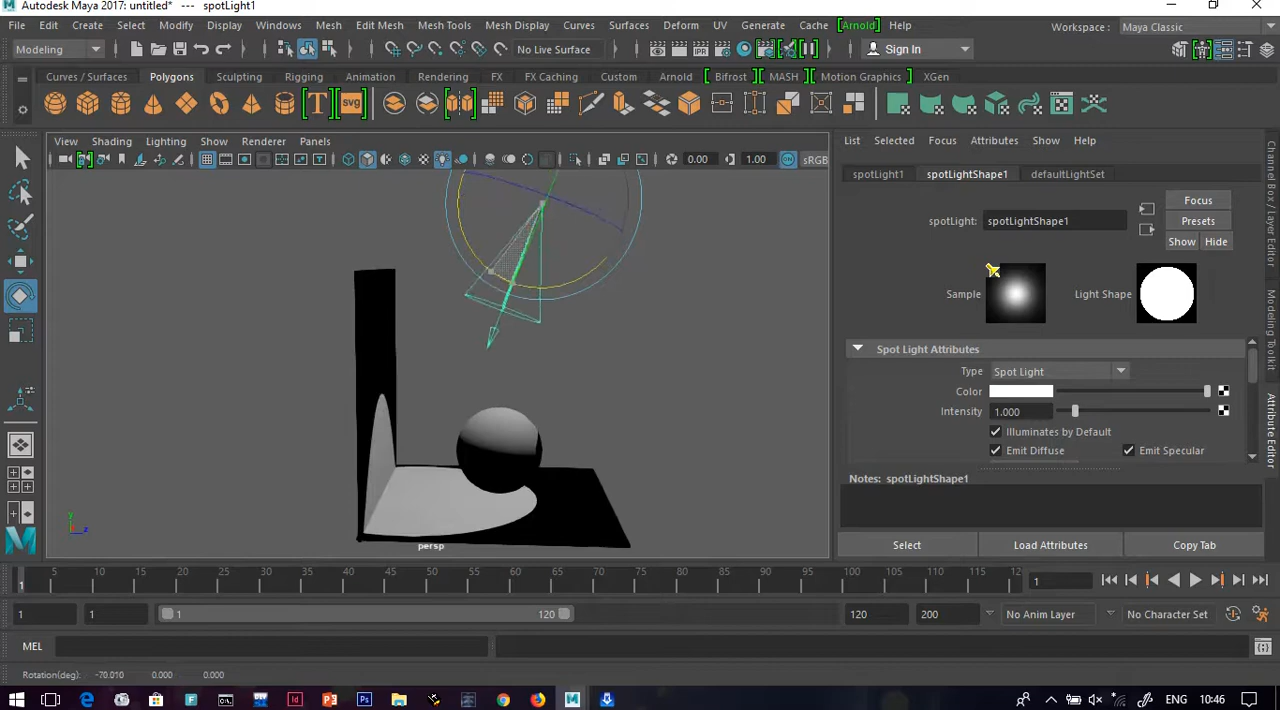 Autodesk Maya 2017: untitled*   ---   spotLight1
File Edit Create Select Modify Display Windows Mesh Edit Mesh Mesh Tools Mesh Display Curves Surfaces Deform UV Generate Cache [Arnold] Help Workspace : Maya Classic
Modeling No Live Surface IPR Sign In
Curves / Surfaces Polygons Sculpting Rigging Animation Rendering FX FX Caching Custom Arnold Bifrost MASH Motion Graphics XGen
T svg
View Shading Lighting Show Renderer Panels
0.00 1.00 ON sRGB
List Selected Focus Attributes Show Help
spotLight1 spotLightShape1 defaultLightSet
Focus
spotLight: spotLightShape1 Presets
Show Hide
Sample Light Shape
Spot Light Attributes
Type Spot Light
Color
Intensity 1.000
Illuminates by Default
Emit Diffuse Emit Specular
Notes: spotLightShape1
Select Load Attributes Copy Tab
Channel Box / Layer Editor
Modeling Toolkit
Attribute Editor
y
z
persp
1 5 10 15 20 25 30 35 40 45 50 55 60 65 70 75 80 85 90 95 100 105 110 115 12 1
1 1 1 120 120 200 No Anim Layer No Character Set
MEL
Rotation(deg): -70.010 0.000 0.000
ENG 10:46